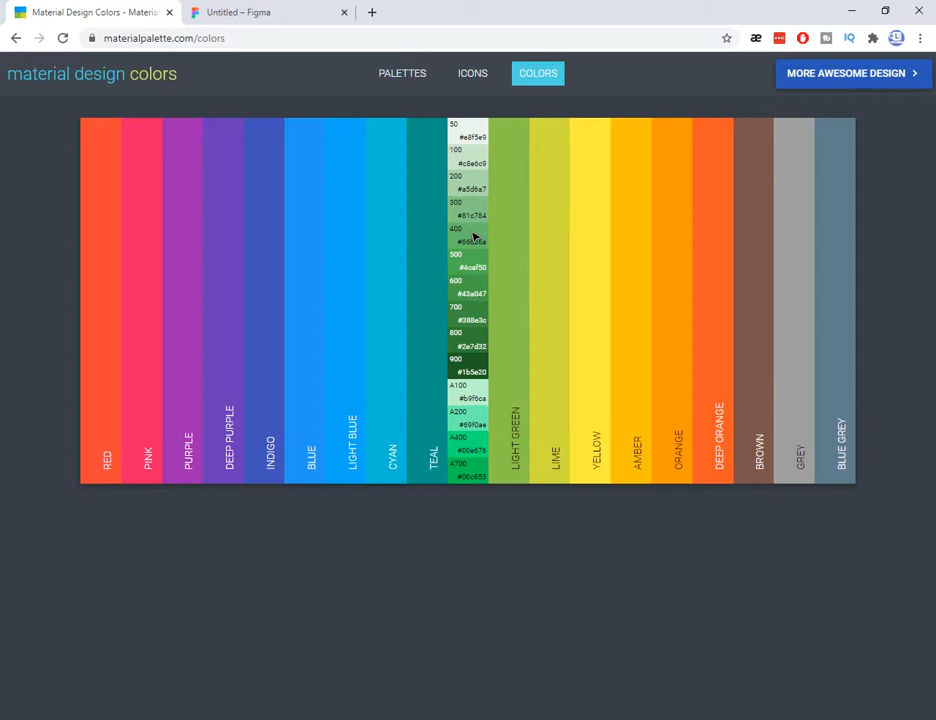 Material Design Colors - Materia
Untitled – Figma
materialpalette.com/colors
material design colors
PALETTES
ICONS
COLORS
MORE AWESOME DESIGN
RED
PINK
PURPLE
DEEP PURPLE
INDIGO
BLUE
LIGHT BLUE
CYAN
TEAL
50
#e8f5e9
100
#c8e6c9
200
#a5d6a7
300
#81c784
400
500
#4caf50
600
#43a047
700
#388e3c
800
#2e7d32
900
#1b5e20
A100
#b9f6ca
A200
#69f0ae
A400
#00e676
A700
#00c853
LIGHT GREEN
LIME
YELLOW
AMBER
ORANGE
DEEP ORANGE
BROWN
GREY
BLUE GREY